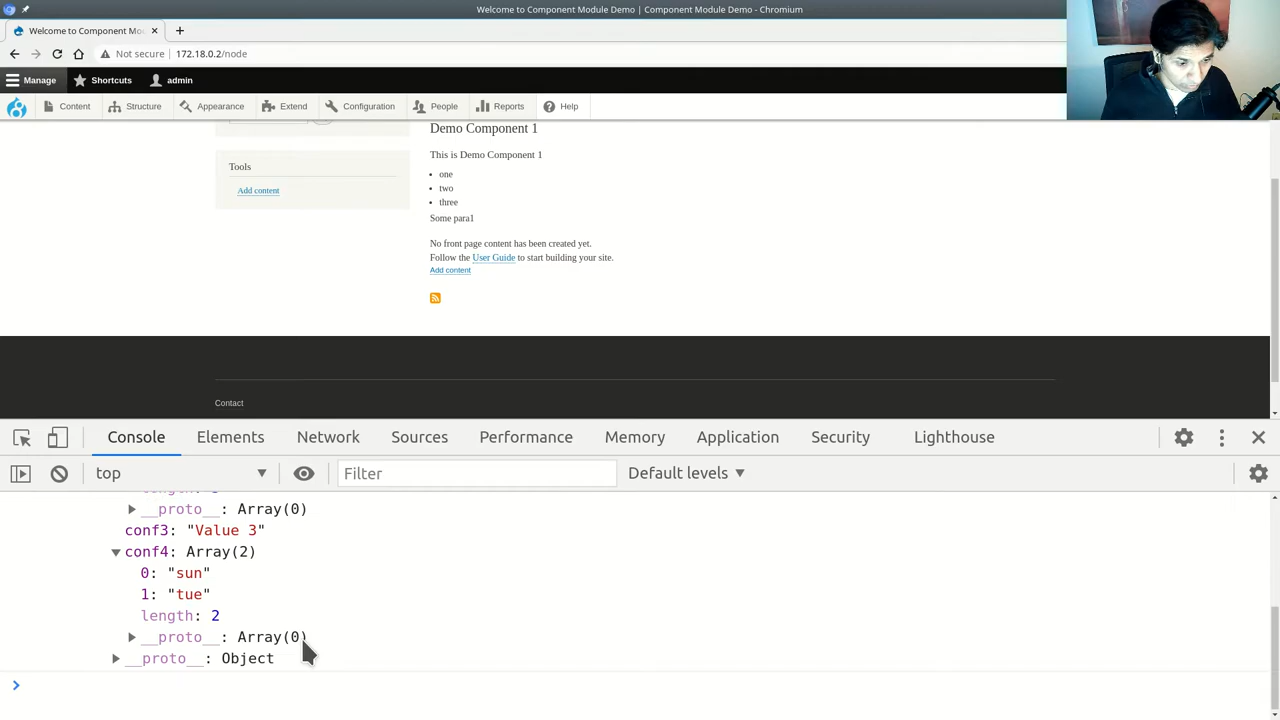 Welcome to Component Module Demo | Component Module Demo - Chromium
Welcome to Component Mo
Not secure | 172.18.0.2/node
Manage Shortcuts admin
Content Structure Appearance Extend Configuration People Reports Help
Demo Component 1
Tools
Add content
This is Demo Component 1
• one
• two
• three
Some para1
No front page content has been created yet.
Follow the User Guide to start building your site.
Add content
Contact
Console Elements Network Sources Performance Memory Application Security Lighthouse
top Filter Default levels
__proto__: Array(0)
conf3: "Value 3"
conf4: Array(2)
0: "sun"
1: "tue"
length: 2
__proto__: Array(0)
__proto__: Object